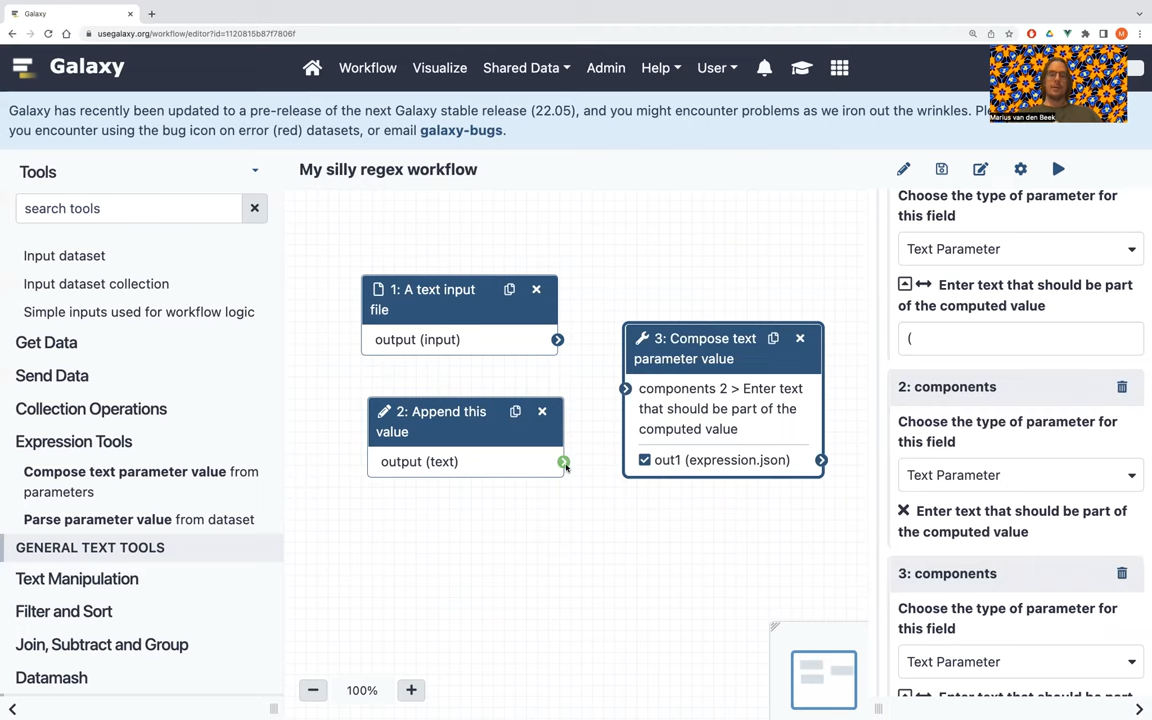 Galaxy
usegalaxy.org/workflow/editor?id=1120815b87f7806f
M
Galaxy
Workflow
Visualize
Shared Data
Admin
Help
User
Marius van den Beek
Galaxy has recently been updated to a pre-release of the next Galaxy stable release (22.05), and you might encounter problems as we iron out the wrinkles.
you encounter using the bug icon on error (red) datasets, or email galaxy-bugs.
Tools
search tools
Input dataset
Input dataset collection
Simple inputs used for workflow logic
Get Data
Send Data
Collection Operations
Expression Tools
Compose text parameter value from
parameters
Parse parameter value from dataset
GENERAL TEXT TOOLS
Text Manipulation
Filter and Sort
Join, Subtract and Group
Datamash
My silly regex workflow
1: A text input
file
output (input)
2: Append this
value
output (text)
3: Compose text
parameter value
components 2 > Enter text
that should be part of the
computed value
out1 (expression.json)
100%
Choose the type of parameter for
this field
Text Parameter
Enter text that should be part
of the computed value
(
2: components
Choose the type of parameter for
this field
Text Parameter
Enter text that should be part of
the computed value
3: components
Choose the type of parameter for
this field
Text Parameter
Enter text that should be part